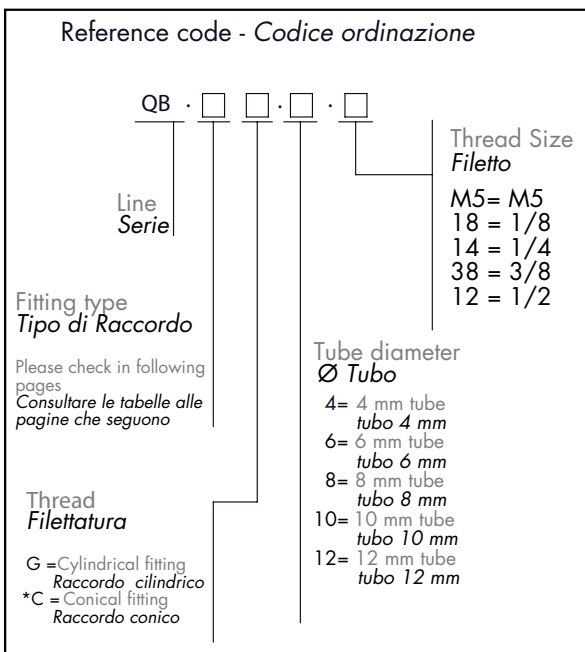 Reference code - Codice ordinazione
QB · □ □ · □ · □
Thread Size
Filetto
M5= M5
18 = 1/8
14 = 1/4
38 = 3/8
12 = 1/2
Line
Serie
Fitting type
Tipo di Raccordo
Please check in following
pages
Consultare le tabelle alle
pagine che seguono
Tube diameter
Ø Tubo
4= 4 mm tube
tubo 4 mm
6= 6 mm tube
tubo 6 mm
8= 8 mm tube
tubo 8 mm
10= 10 mm tube
tubo 10 mm
12= 12 mm tube
tubo 12 mm
Thread
Filettatura
G =Cylindrical fitting
Raccordo cilindrico
*C = Conical fitting
Raccordo conico